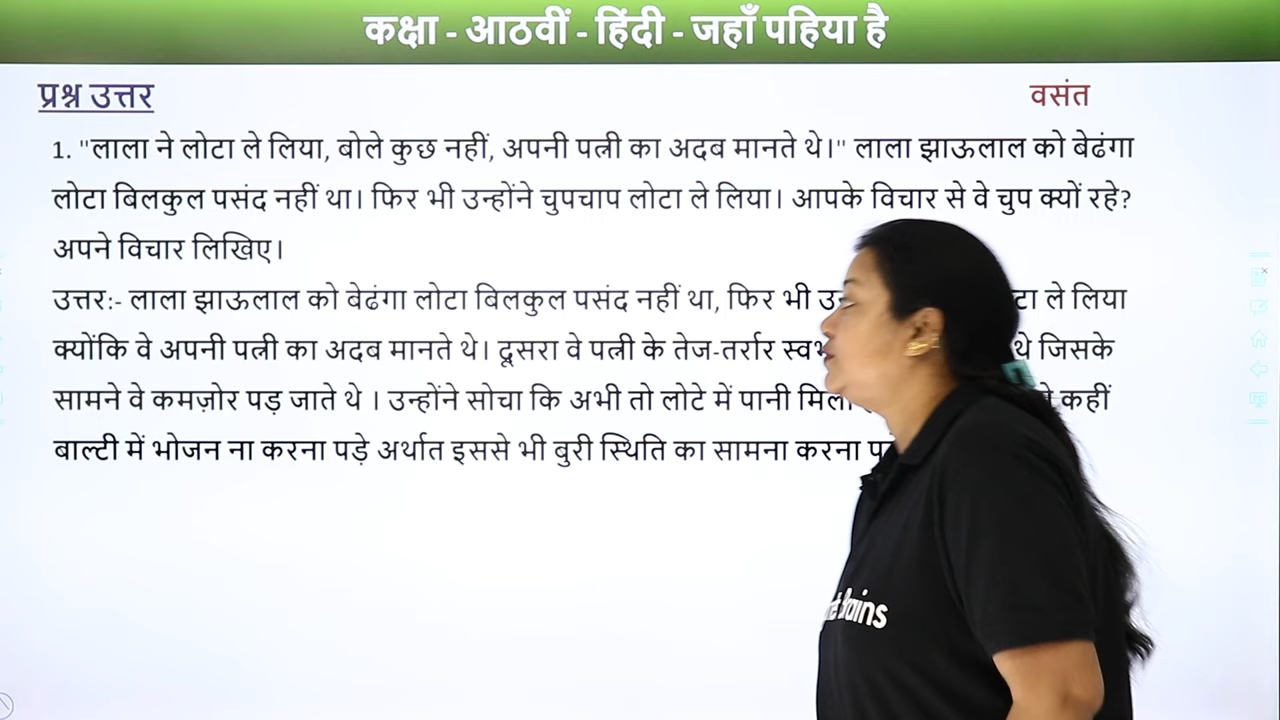 कक्षा - आठवीं - हिंदी - जहाँ पहिया है
प्रश्न उत्तर
वसंत
1. "लाला ने लोटा ले लिया, बोले कुछ नहीं, अपनी पत्नी का अदब मानते थे।" लाला झाऊलाल को बेढंगा
लोटा बिलकुल पसंद नहीं था। फिर भी उन्होंने चुपचाप लोटा ले लिया। आपके विचार से वे चुप क्यों रहे?
अपने विचार लिखिए।
उत्तरः- लाला झाऊलाल को बेढंगा लोटा बिलकुल पसंद नहीं था, फिर भी ले लिया
क्योंकि वे अपनी पत्नी का अदब मानते थे। दूसरा वे पत्नी के तेज-तर्रार थे जिसके
सामने वे कमज़ोर पड़ जाते थे । उन्होंने सोचा कि अभी तो लोटे में पानी कहीं
बाल्टी में भोजन ना करना पड़े अर्थात इससे भी बुरी स्थिति का सामना करना